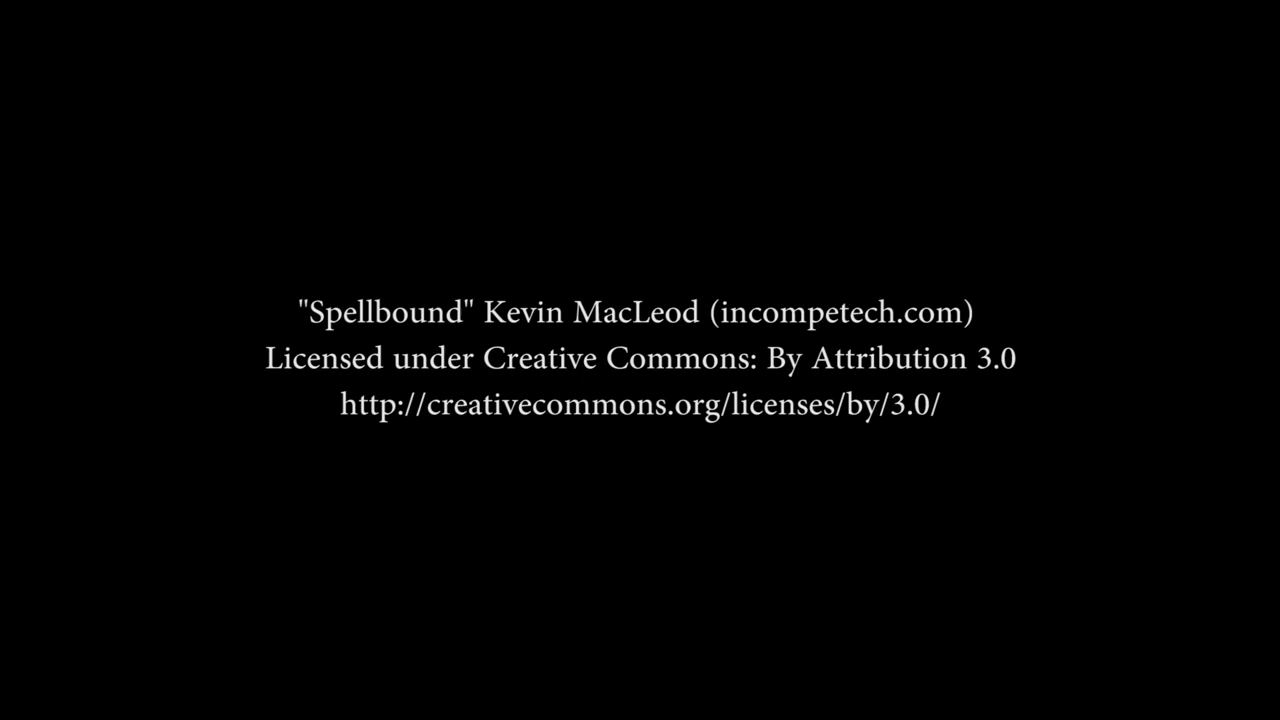 "Spellbound" Kevin MacLeod (incompetech.com)
Licensed under Creative Commons: By Attribution 3.0
http://creativecommons.org/licenses/by/3.0/